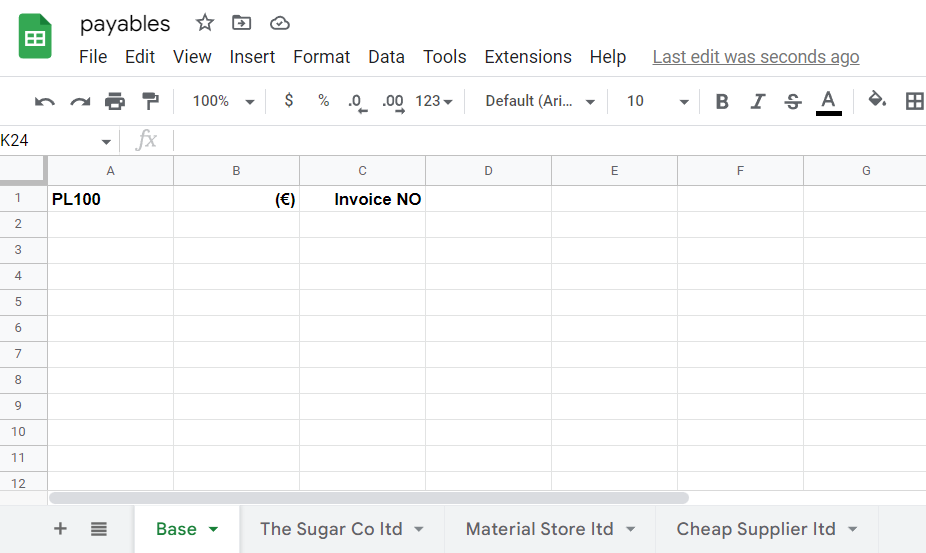 payables
File Edit View Insert Format Data Tools Extensions Help Last edit was seconds ago
100% $ % .0 .00 123 Default (Ari... 10 B I S A
K24 fx
A B C D E F G
1 PL100 (€) Invoice NO
2
3
4
5
6
7
8
9
10
11
12
+ Base The Sugar Co ltd Material Store ltd Cheap Supplier ltd